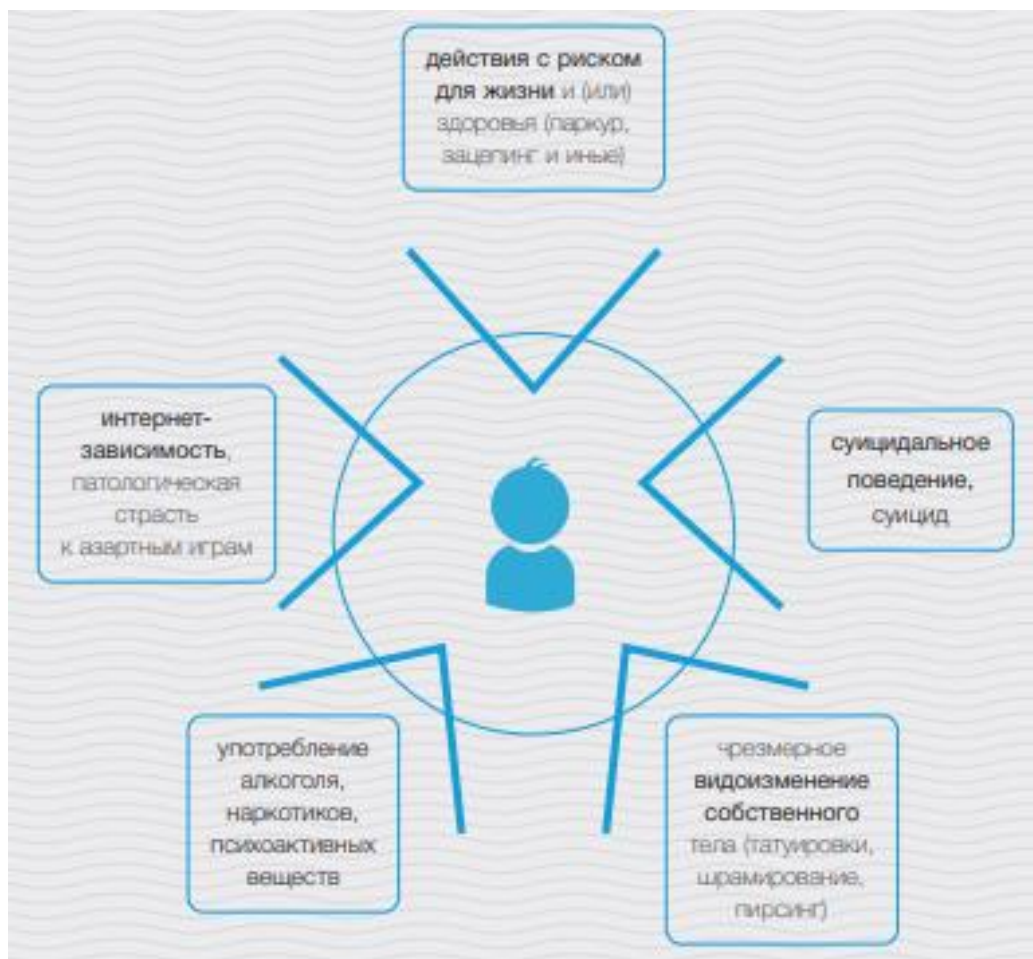 действия с риском
для жизни и (или)
здоровья (паркур,
зацепинг и иные)
интернет-
зависимость,
патологическая
страсть
к азартным играм
суицидальное
поведение,
суицид
употребление
алкоголя,
наркотиков,
психоактивных
веществ
чрезмерное
видоизменение
собственного
тела (татуировки,
шрамирование,
пирсинг)